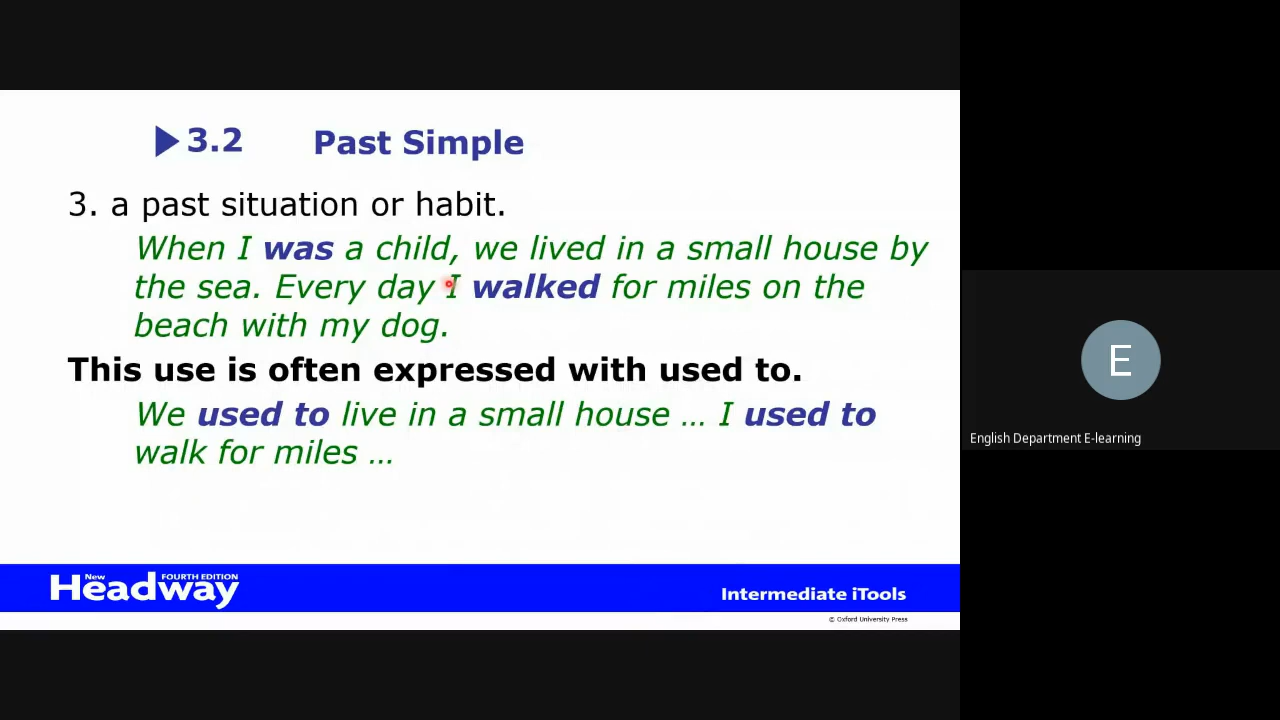 3.2 Past Simple
3. a past situation or habit.
When I was a child, we lived in a small house by
the sea. Every day I walked for miles on the
beach with my dog.
This use is often expressed with used to.
We used to live in a small house … I used to
walk for miles …
E
English Department E-learning
New Headway FOURTH EDITION
Intermediate iTools
© Oxford University Press